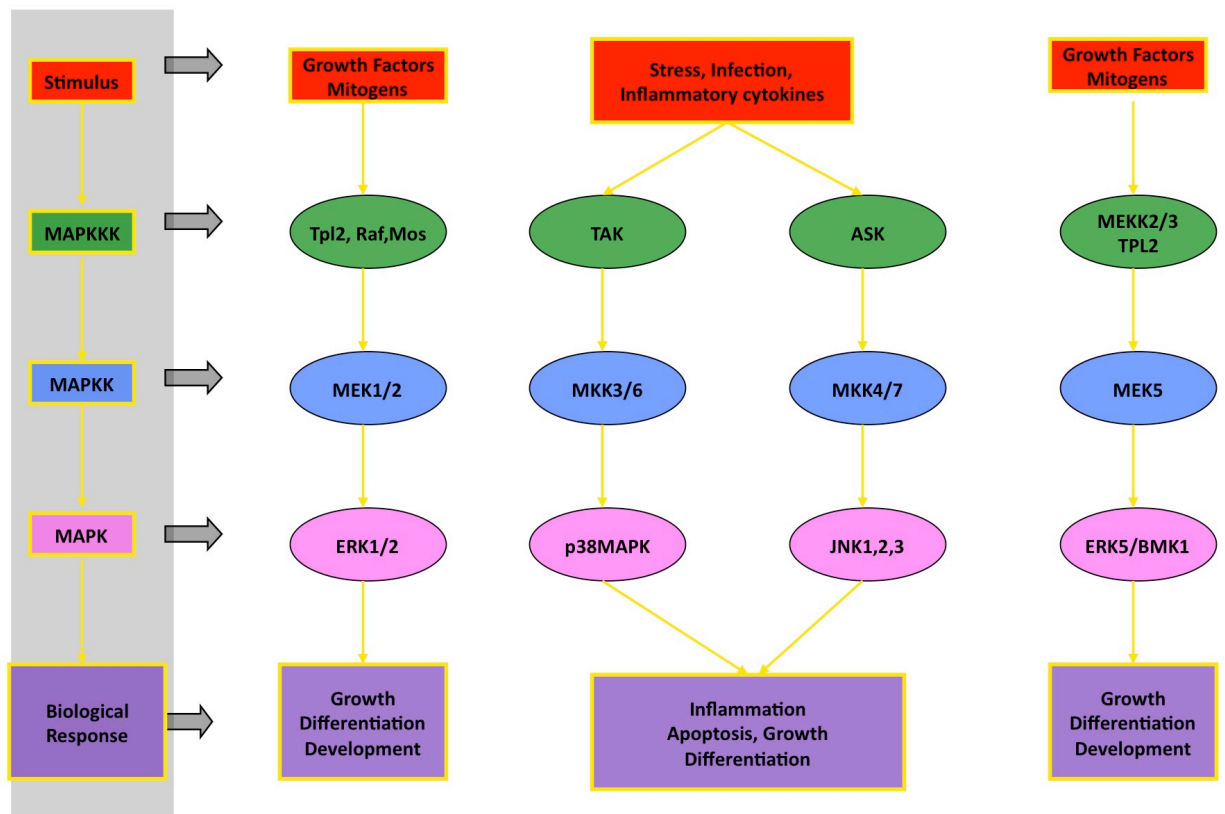 Stimulus
Growth Factors
Mitogens
Stress, Infection,
Inflammatory cytokines
Growth Factors
Mitogens
MAPKKK
Tpl2, Raf,Mos
TAK
ASK
MEKK2/3
TPL2
MAPKK
MEK1/2
MKK3/6
MKK4/7
MEK5
MAPK
ERK1/2
p38MAPK
JNK1,2,3
ERK5/BMK1
Biological
Response
Growth
Differentiation
Development
Inflammation
Apoptosis, Growth
Differentiation
Growth
Differentiation
Development